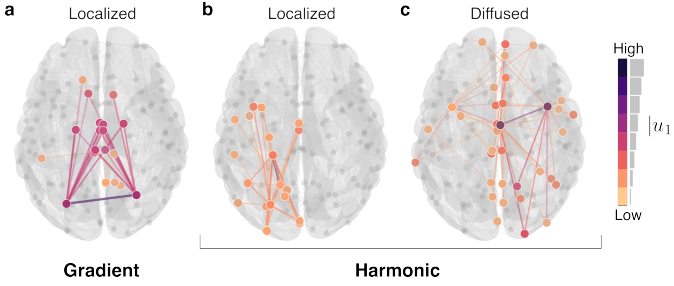 a
Localized
b
Localized
c
Diffused
High
|u₁
Low
Gradient
Harmonic